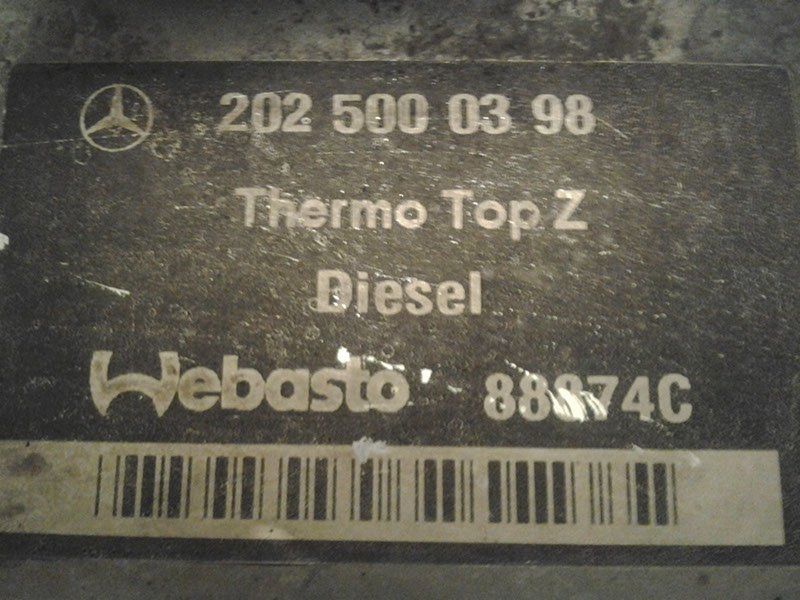 202 500 03 98
Thermo Top Z
Diesel
Webasto